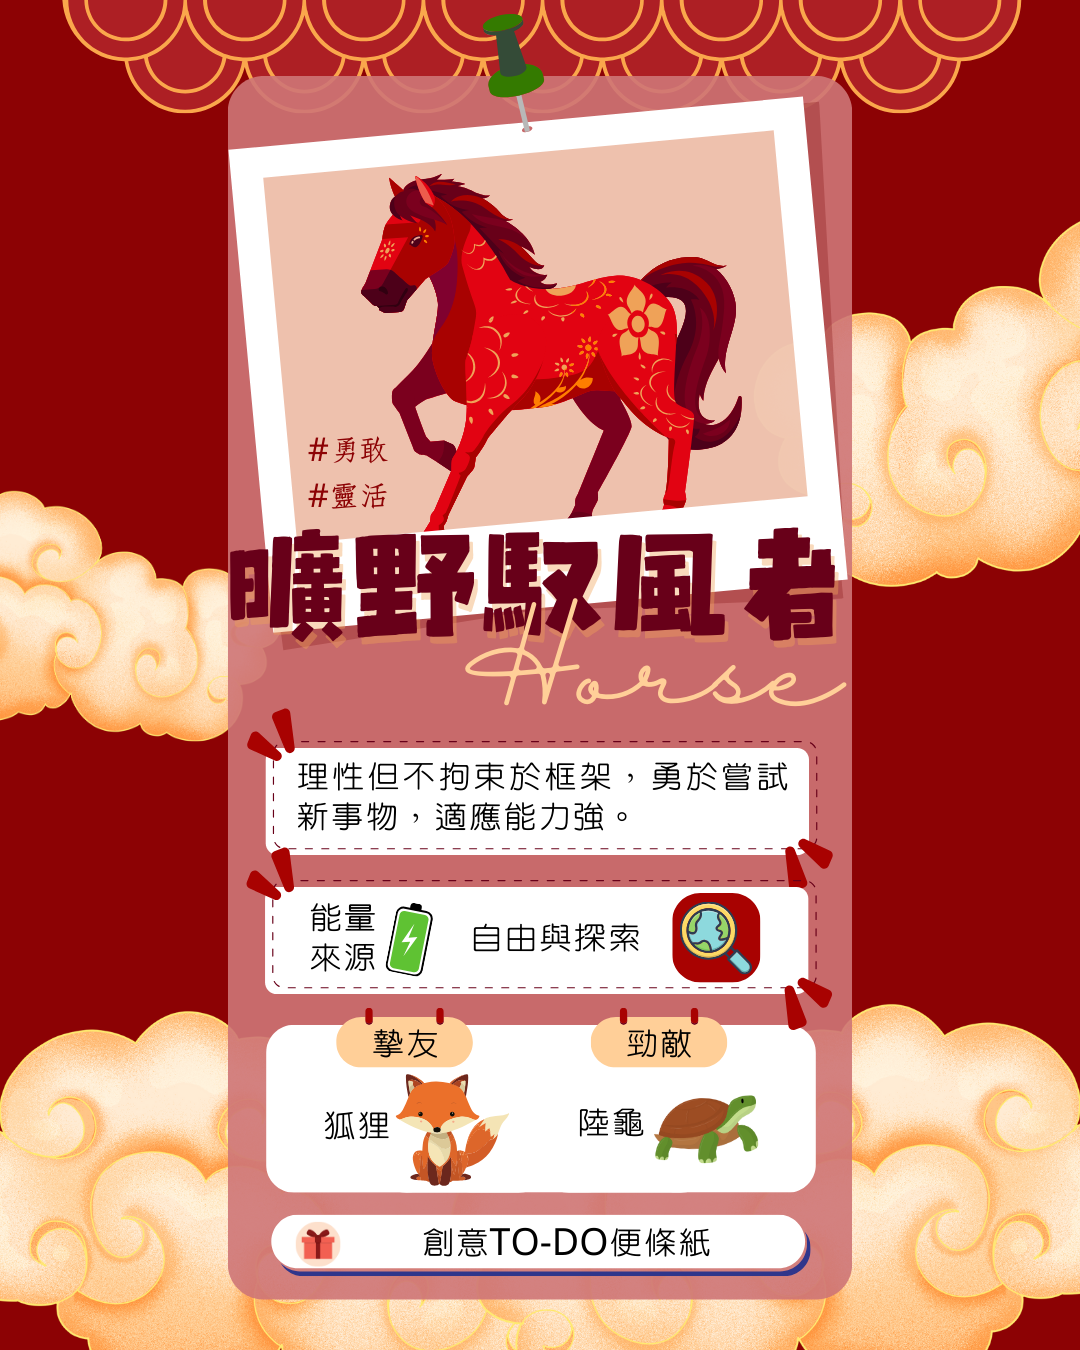 #勇敢
#靈活
曠野馭風者
Horse
理性但不拘束於框架，勇於嘗試
新事物，適應能力強。
能量
來源
自由與探索
摯友
勁敵
狐狸
陸龜
創意TO-DO便條紙